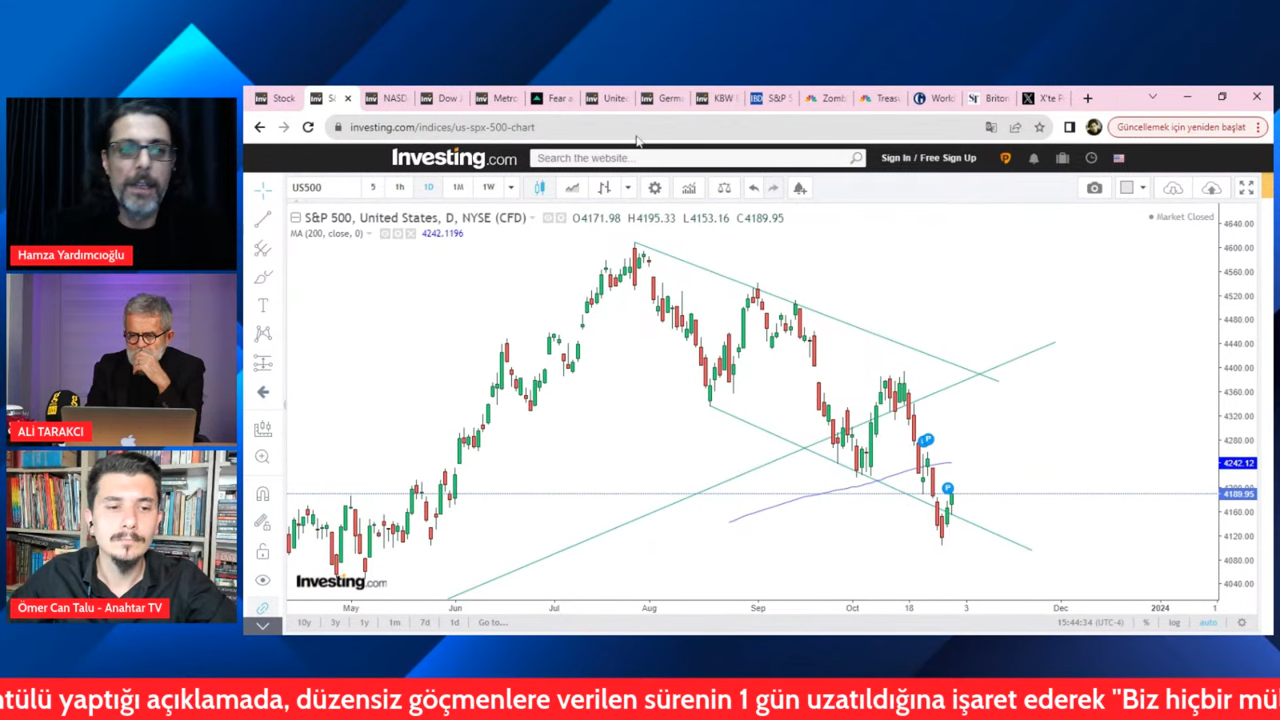 Stock
S&
NASD
Dow J
Metro
Fear a
United
Germa
KBW
S&P 5
Zomb
Treas
World
Briton
X'te P
investing.com/indices/us-spx-500-chart
Güncellemek için yeniden başlat
Investing.com
Search the website...
Sign In / Free Sign Up
US500
5
1h
1D
1M
1W
S&P 500, United States, D, NYSE (CFD)
O4171.98 H4195.33 L4153.16 C4189.95
Market Closed
MA (200, close, 0)
4242.1196
4640.00
4600.00
4560.00
4520.00
4480.00
4440.00
4400.00
4360.00
4320.00
4280.00
4242.12
4189.95
4160.00
4120.00
4080.00
4040.00
P
P
Investing.com
May
Jun
Jul
Aug
Sep
Oct
18
3
Dec
2024
1
10y
3y
1y
1m
7d
1d
Go to...
15:44:34 (UTC-4)
%
log
auto
Hamza Yardımcıoğlu
ALİ TARAKCI
Ömer Can Talu - Anahtar TV
ntülü yaptığı açıklamada, düzensiz göçmenlere verilen sürenin 1 gün uzatıldığına işaret ederek "Biz hiçbir mü